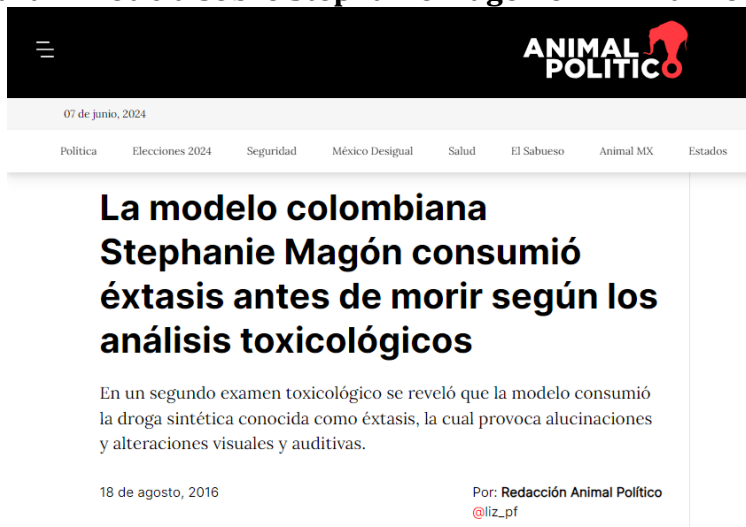 ANIMAL
POLITICO
07 de junio, 2024
Política Elecciones 2024 Seguridad México Desigual Salud El Sabueso Animal MX Estados
La modelo colombiana
Stephanie Magón consumió
éxtasis antes de morir según los
análisis toxicológicos
En un segundo examen toxicológico se reveló que la modelo consumió
la droga sintética conocida como éxtasis, la cual provoca alucinaciones
y alteraciones visuales y auditivas.
18 de agosto, 2016 Por: Redacción Animal Político
@liz_pf